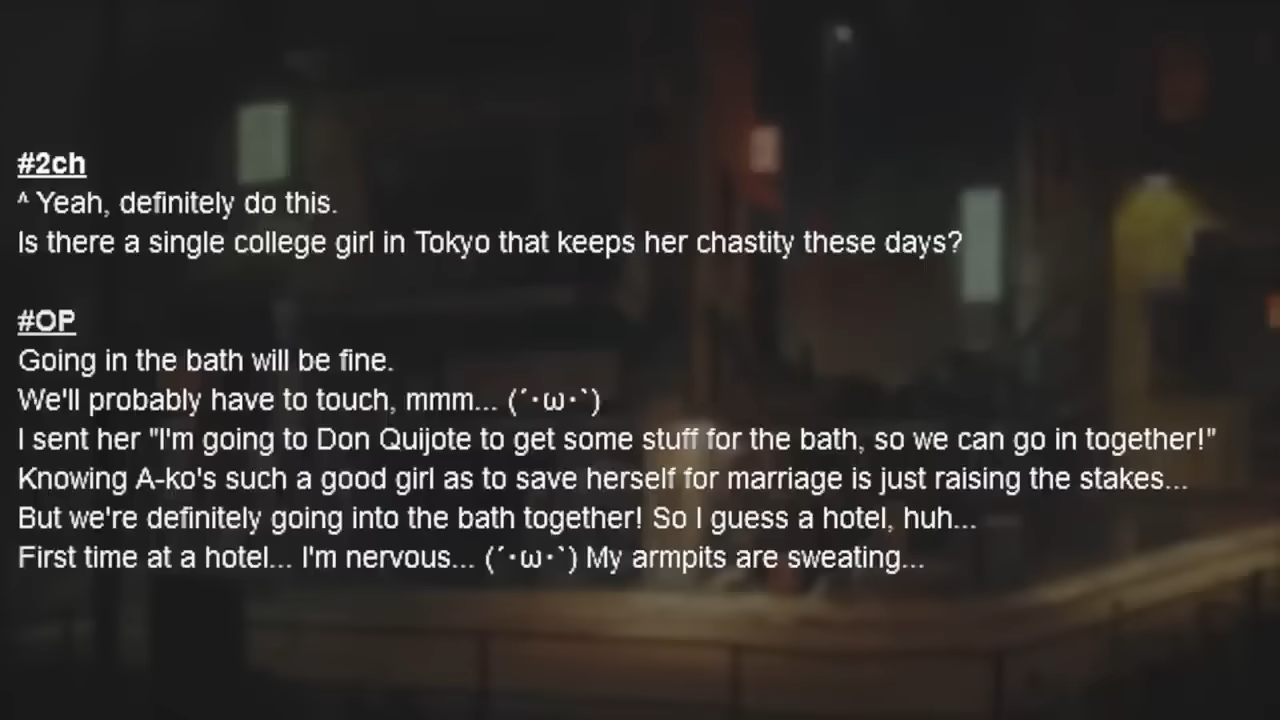 #2ch
^ Yeah, definitely do this.
Is there a single college girl in Tokyo that keeps her chastity these days?
#OP
Going in the bath will be fine.
We'll probably have to touch, mmm... (´･ω･`)
I sent her "I'm going to Don Quijote to get some stuff for the bath, so we can go in together!"
Knowing A-ko's such a good girl as to save herself for marriage is just raising the stakes...
But we're definitely going into the bath together! So I guess a hotel, huh...
First time at a hotel... I'm nervous... (´･ω･`) My armpits are sweating...